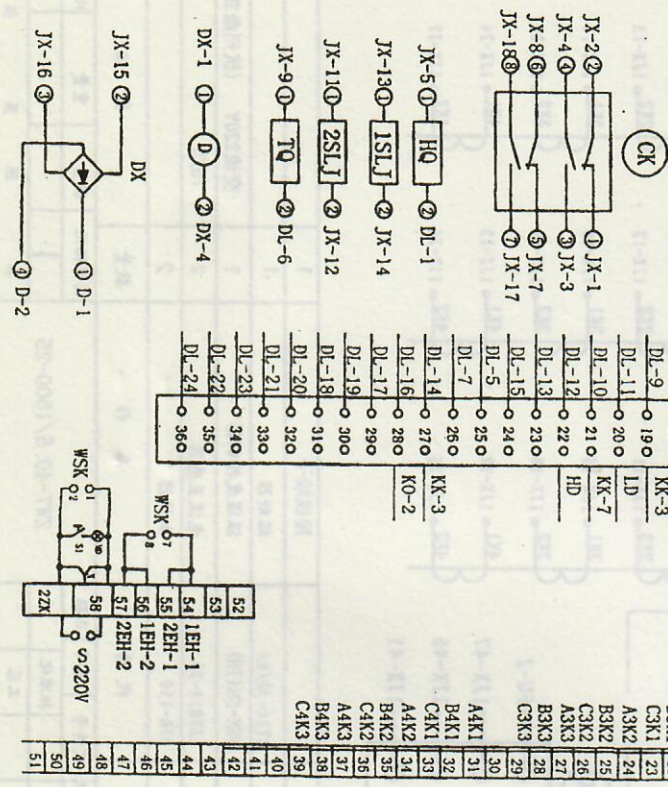 CK
JX-2 ② ① JX-1
JX-4 ④ ③ JX-3
JX-8 ⑥ ⑤ JX-7
JX-18 ⑧ ⑦ JX-17
JX-5 ① HQ ② DL-1
JX-13 ① 1SLJ ② JX-14
JX-11 ① 2SLJ ② JX-12
JX-9 ① TQ ② DL-6
DX-1 ① D ② DX-4
DX
JX-15 ② ① D-1
JX-16 ③ ④ D-2
DL-9 19 KK-3
DL-11 20 LD
DL-10 21 KK-7
DL-12 22 HD
DL-13 23
DL-15 24
DL-5 25
DL-7 26
DL-14 27 KK-3
DL-16 28 KO-2
DL-17 29
DL-19 30
DL-18 31
DL-20 32
DL-21 33
DL-23 34
DL-22 35
DL-24 36
52
53
54 1EH-1
55 2EH-1
56 1EH-2
57 2EH-2
58
2ZX
WSK 7 8
WSK 1 2
S1
∽220V
C3K1 23
A3K2 24
B3K2 25
C3K2 26
A3K3 27
B3K3 28
C3K3 29
30
A4K1 31
B4K1 32
C4K1 33
A4K2 34
B4K2 35
C4K2 36
A4K3 37
B4K3 38
C4K3 39
40
41
42
43
44
45
46
47
48
49
50
51